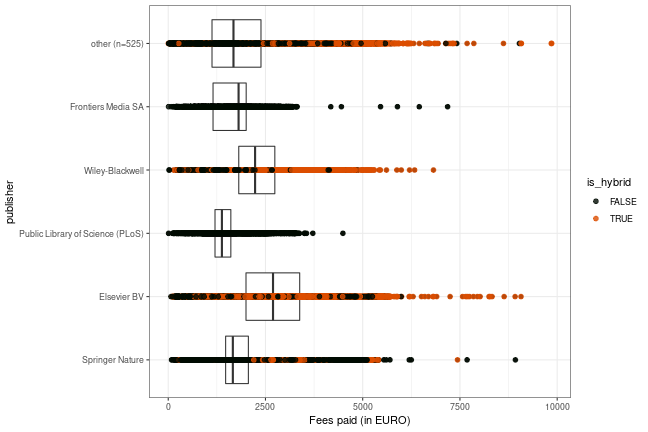 other (n=525)
Frontiers Media SA
Wiley-Blackwell
Public Library of Science (PLoS)
Elsevier BV
Springer Nature
publisher
0 2500 5000 7500 10000
Fees paid (in EURO)
is_hybrid
FALSE
TRUE